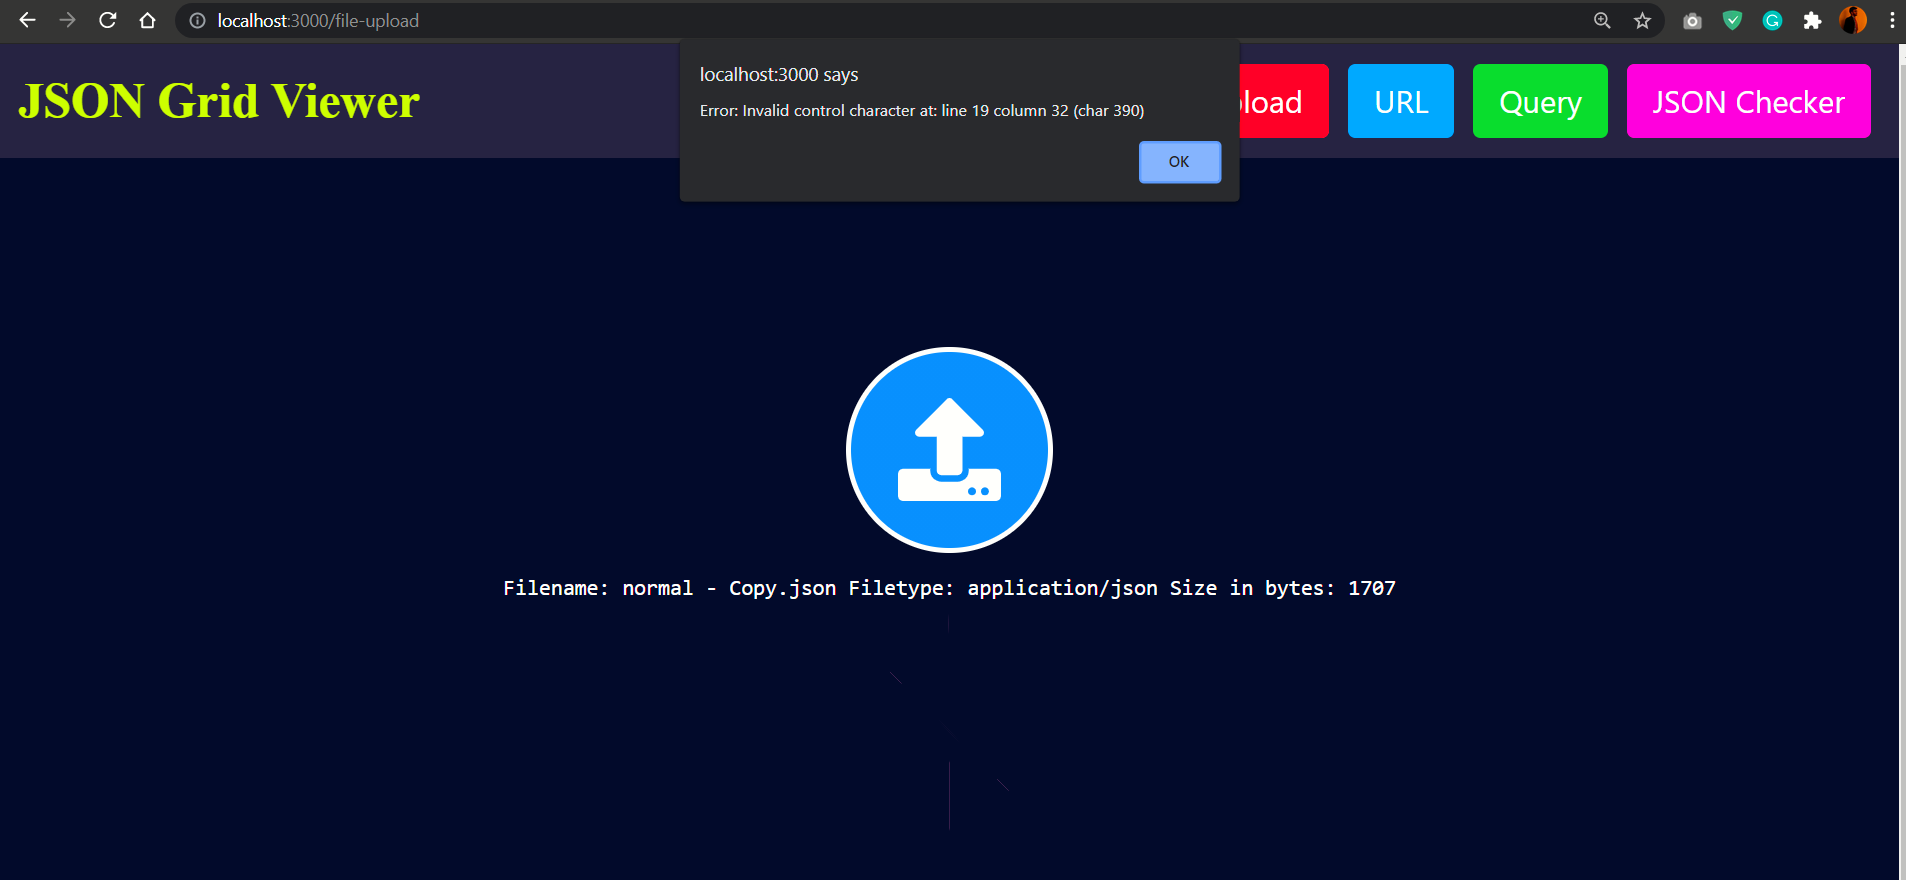 localhost:3000/file-upload
localhost:3000 says
Error: Invalid control character at: line 19 column 32 (char 390)
OK
JSON Grid Viewer
load URL Query JSON Checker
Filename: normal - Copy.json Filetype: application/json Size in bytes: 1707